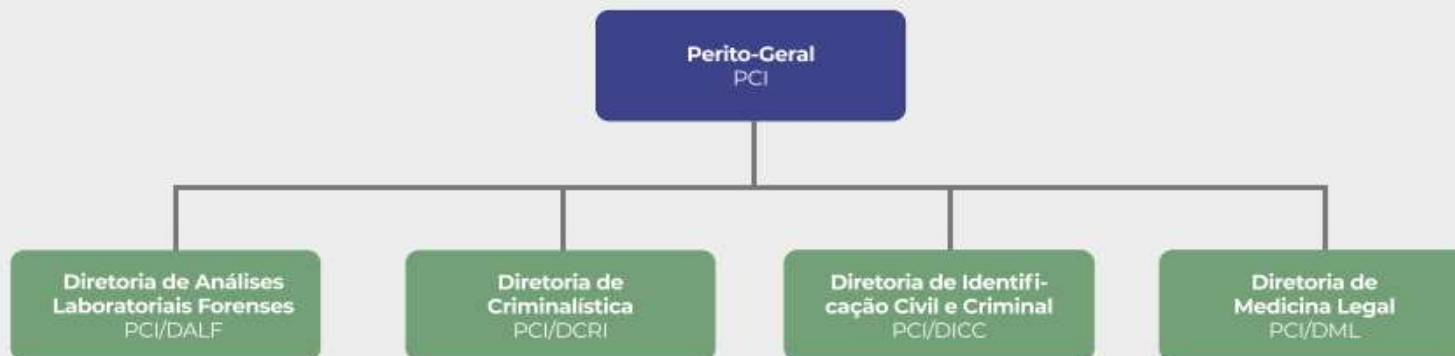 Perito-Geral
PCI
Diretoria de Análises
Laboratoriais Forenses
PCI/DALF
Diretoria de
Criminalística
PCI/DCRI
Diretoria de Identifi-
cação Civil e Criminal
PCI/DICC
Diretoria de
Medicina Legal
PCI/DML